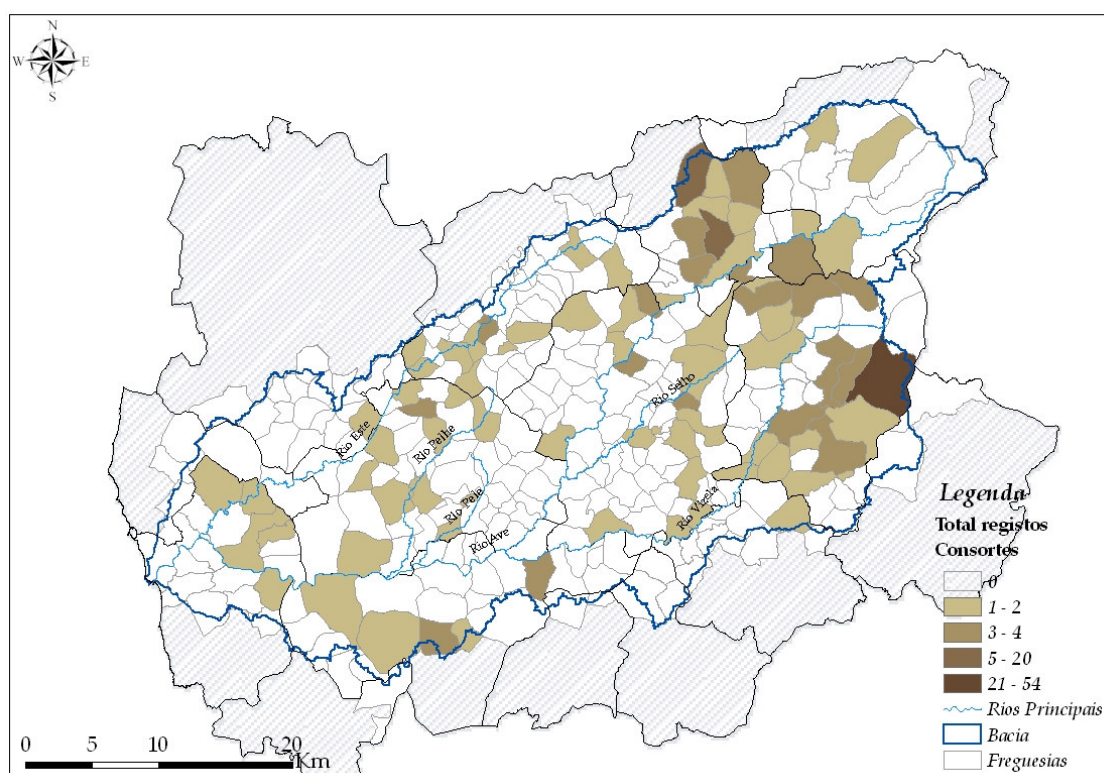 N
W E
S
Rio Selho
Rio Este
Rio Pelhe
Rio Pele
Rio Vizela
Rio Ave
Legenda
Total registos
Consortes
0
1 - 2
3 - 4
5 - 20
21 - 54
Rios Principais
Bacia
Freguesias
0 5 10 20
Km